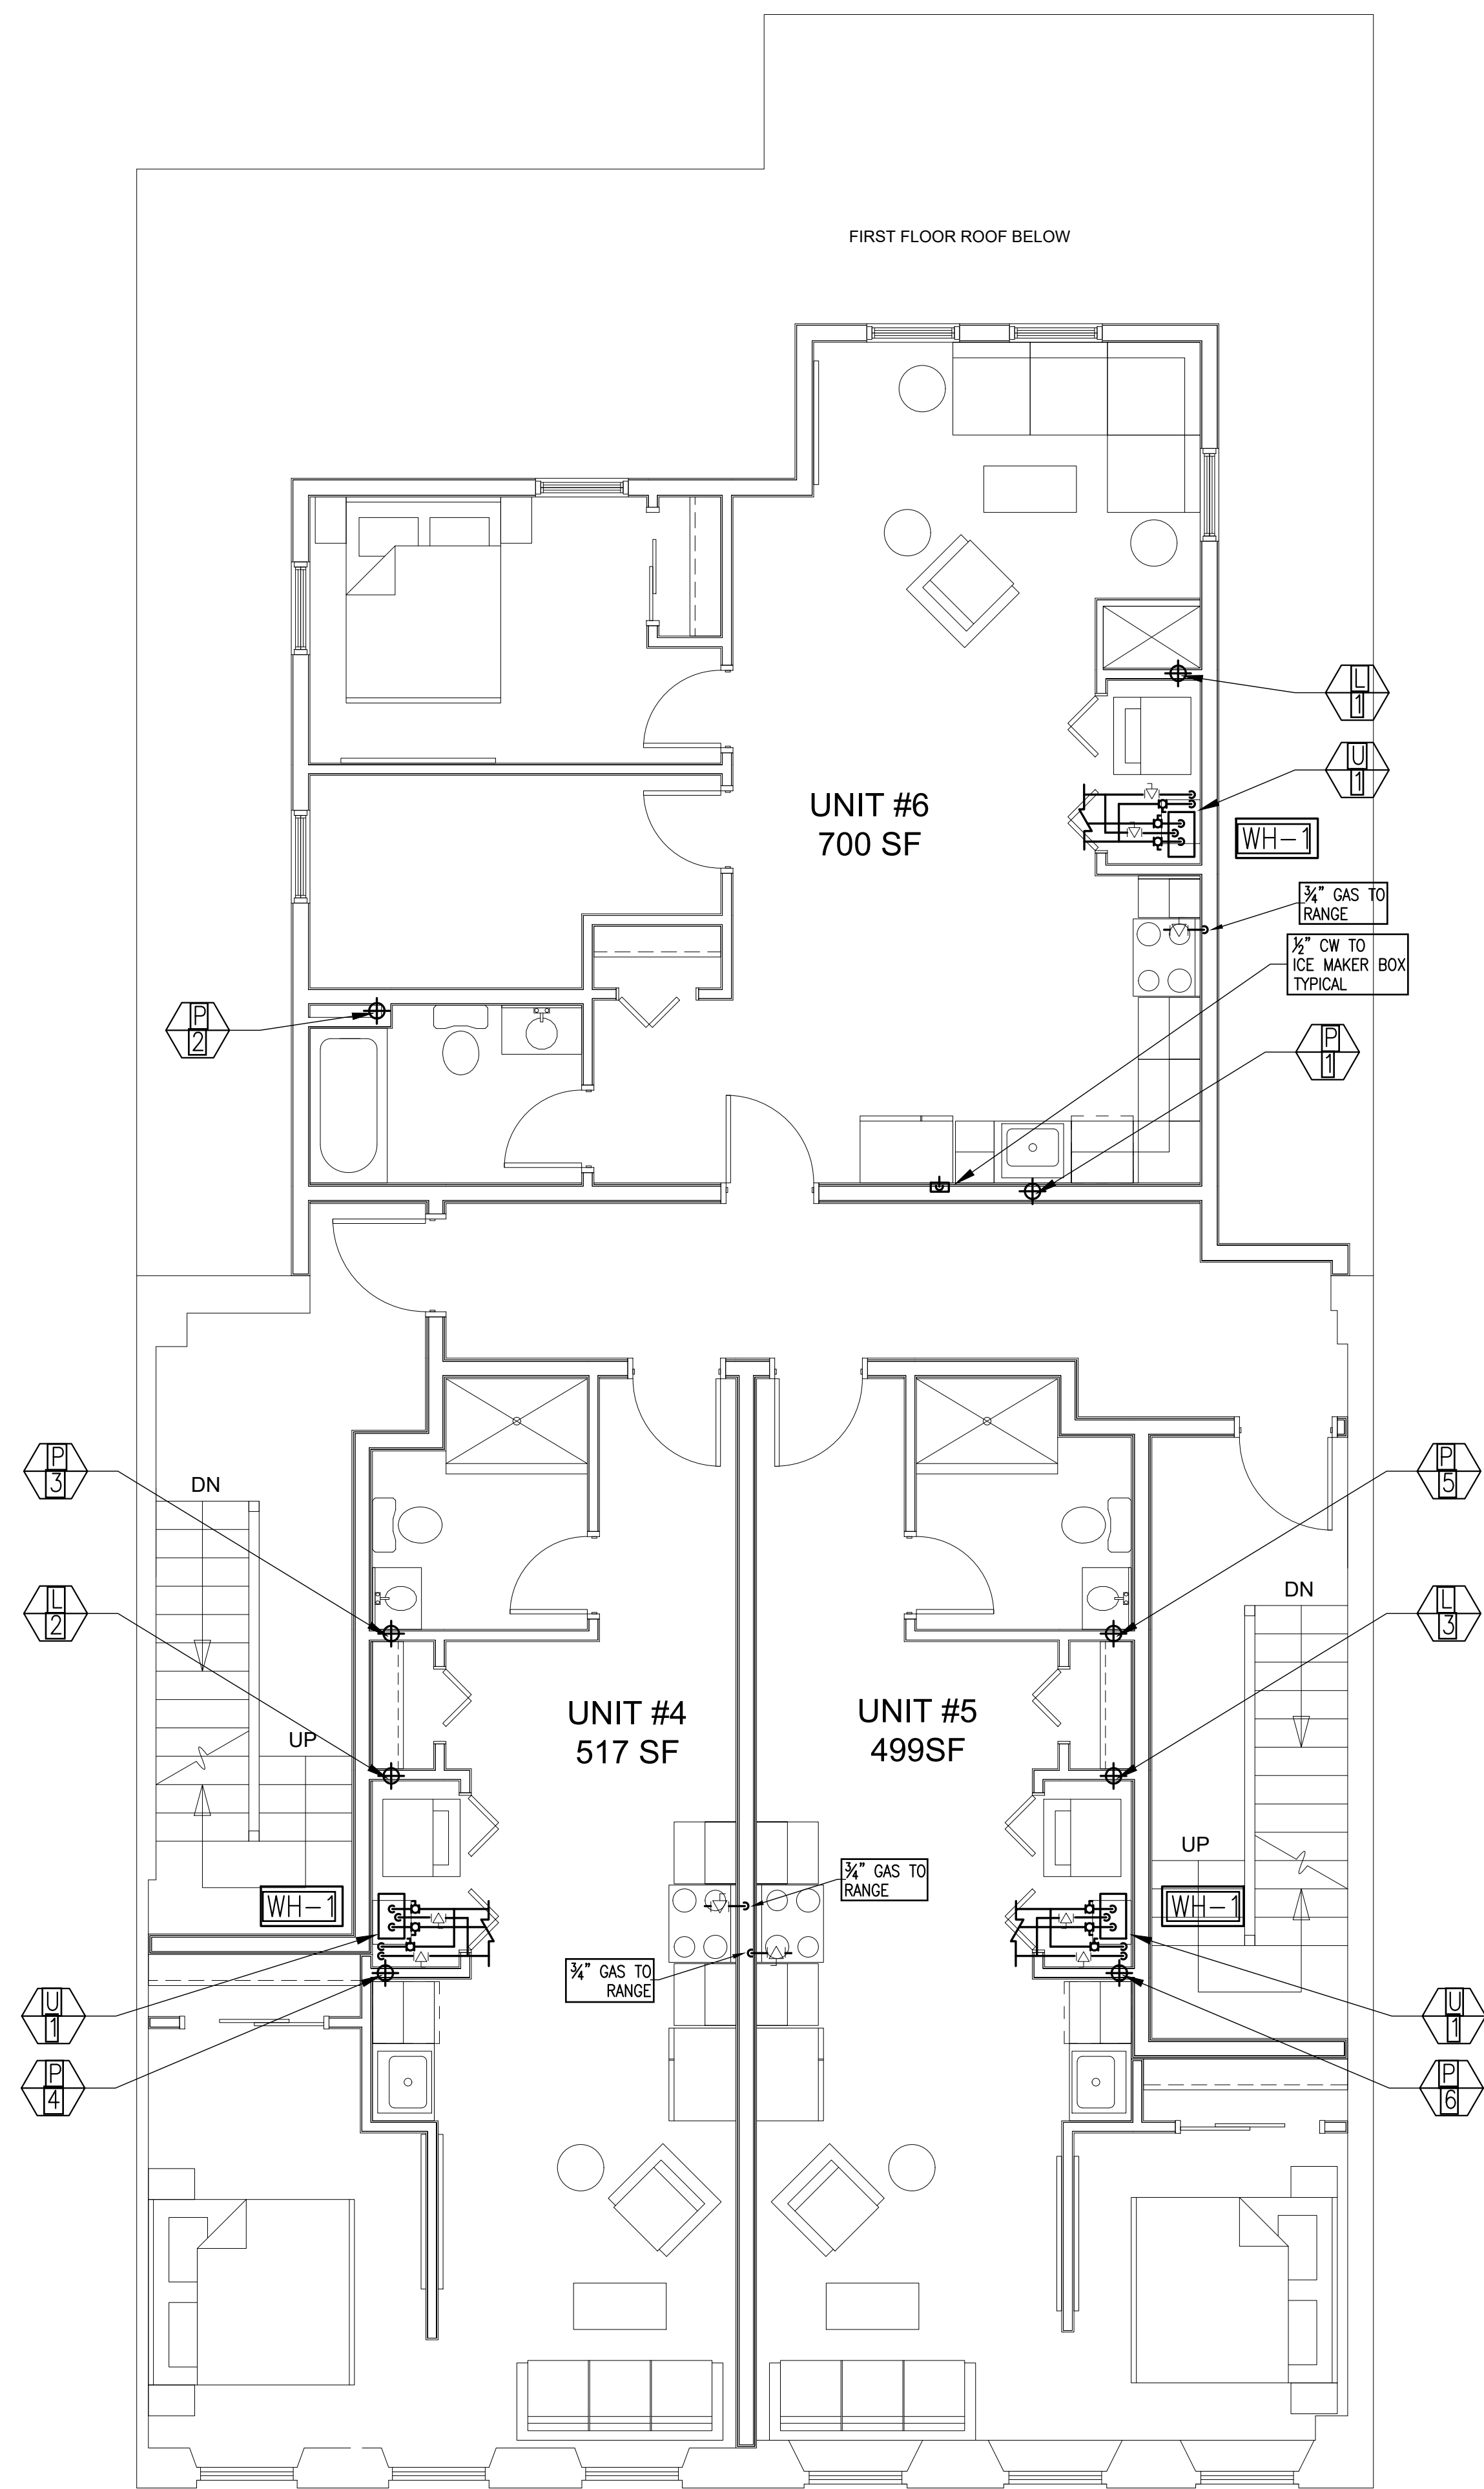 FIRST FLOOR ROOF BELOW
L
1
U
1
UNIT #6
700 SF
WH-1
¾" GAS TO
RANGE
½" CW TO
ICE MAKER BOX
TYPICAL
P
2
P
1
P
3
P
5
DN
L
2
DN
L
3
UNIT #4
517 SF
UNIT #5
499SF
UP
UP
¾" GAS TO
RANGE
WH-1
WH-1
¾" GAS TO
RANGE
U
1
U
1
P
4
P
6